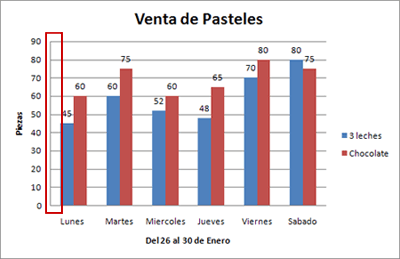 Venta de Pasteles
90
80
70
60
50
40
30
20
10
0
Piezas
45 60 60 75 52 60 48 65 70 80 80 75
Lunes Martes Miercoles Jueves Viernes Sabado
Del 26 al 30 de Enero
3 leches
Chocolate